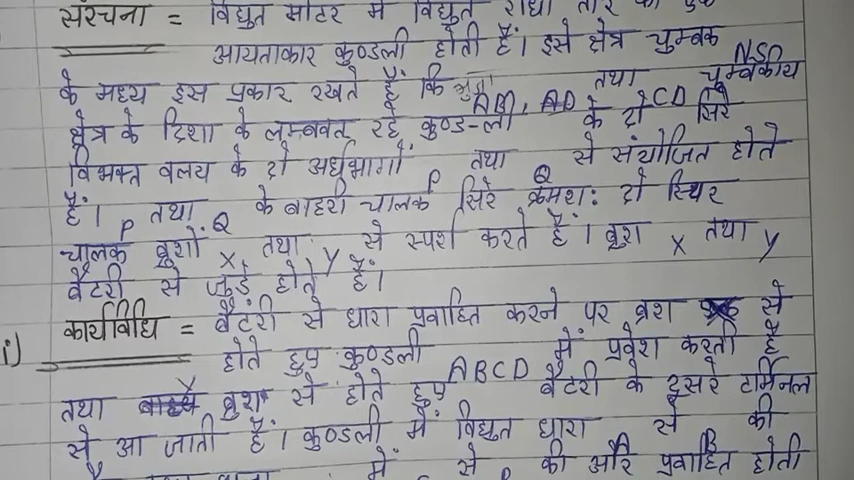 संरचना = विद्युत मोटर में विद्युत रोधी तार की एक
आयताकार कुण्डली होती हैं। इसे क्षेत्र चुम्बक NS
के मध्य इस प्रकार रखते हैं कि भुजा AB, तथा CD चुम्बकीय
क्षेत्र के दिशा के लम्बवत रहे कुण्ड-ली के दो सिरे
विभक्त वलय के दो अर्धभागों P तथा Q से संयोजित होते
हैं। P तथा Q के बाहरी चालक सिरे क्रमश: दो स्थिर
चालक बुशों X, तथा Y से स्पर्श करते हैं। बुश X तथा Y
बैटरी से जुड़े होते हैं।
i) कार्यविधि = बैटरी से धारा प्रवाहित करने पर ब्रश से
होते हुए कुण्डली ABCD में प्रवेश करती है
तथा बुश Y से होते हुए बैटरी के दूसरे टर्मिनल
से आ जाती हैं। कुण्डली में विद्युत धारा से B की
में से की ओर प्रवाहित होती